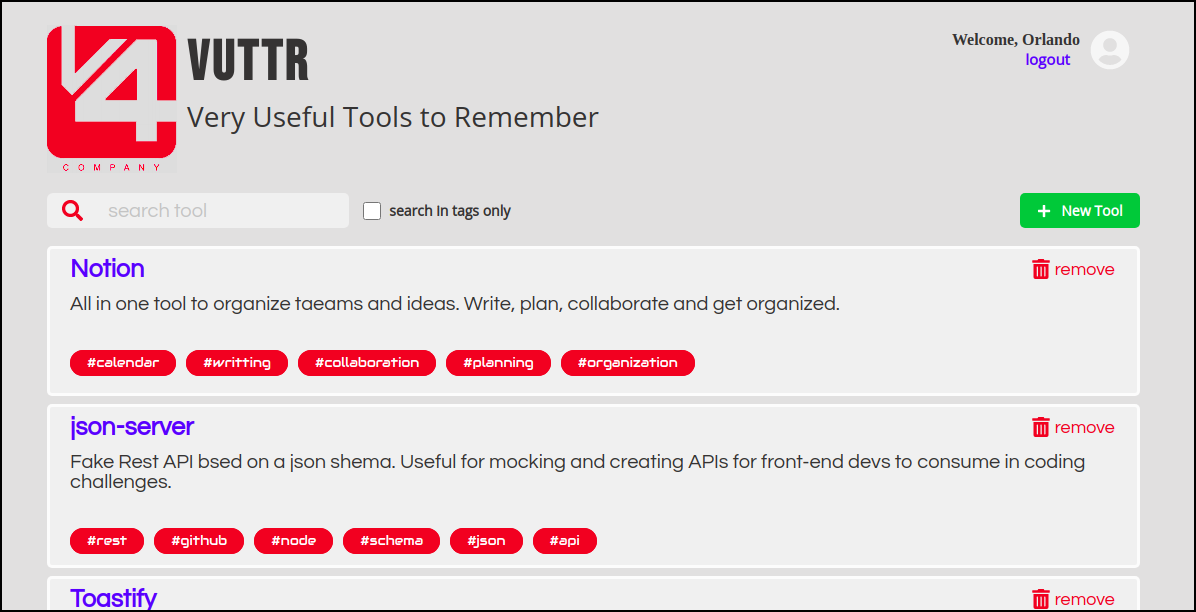 V4
COMPANY
VUTTR
Very Useful Tools to Remember
Welcome, Orlando
logout
search tool
search in tags only
+ New Tool
Notion
remove
All in one tool to organize taeams and ideas. Write, plan, collaborate and get organized.
#calendar #writting #collaboration #planning #organization
json-server
remove
Fake Rest API bsed on a json shema. Useful for mocking and creating APIs for front-end devs to consume in coding
challenges.
#rest #github #node #schema #json #api
Toastify
remove